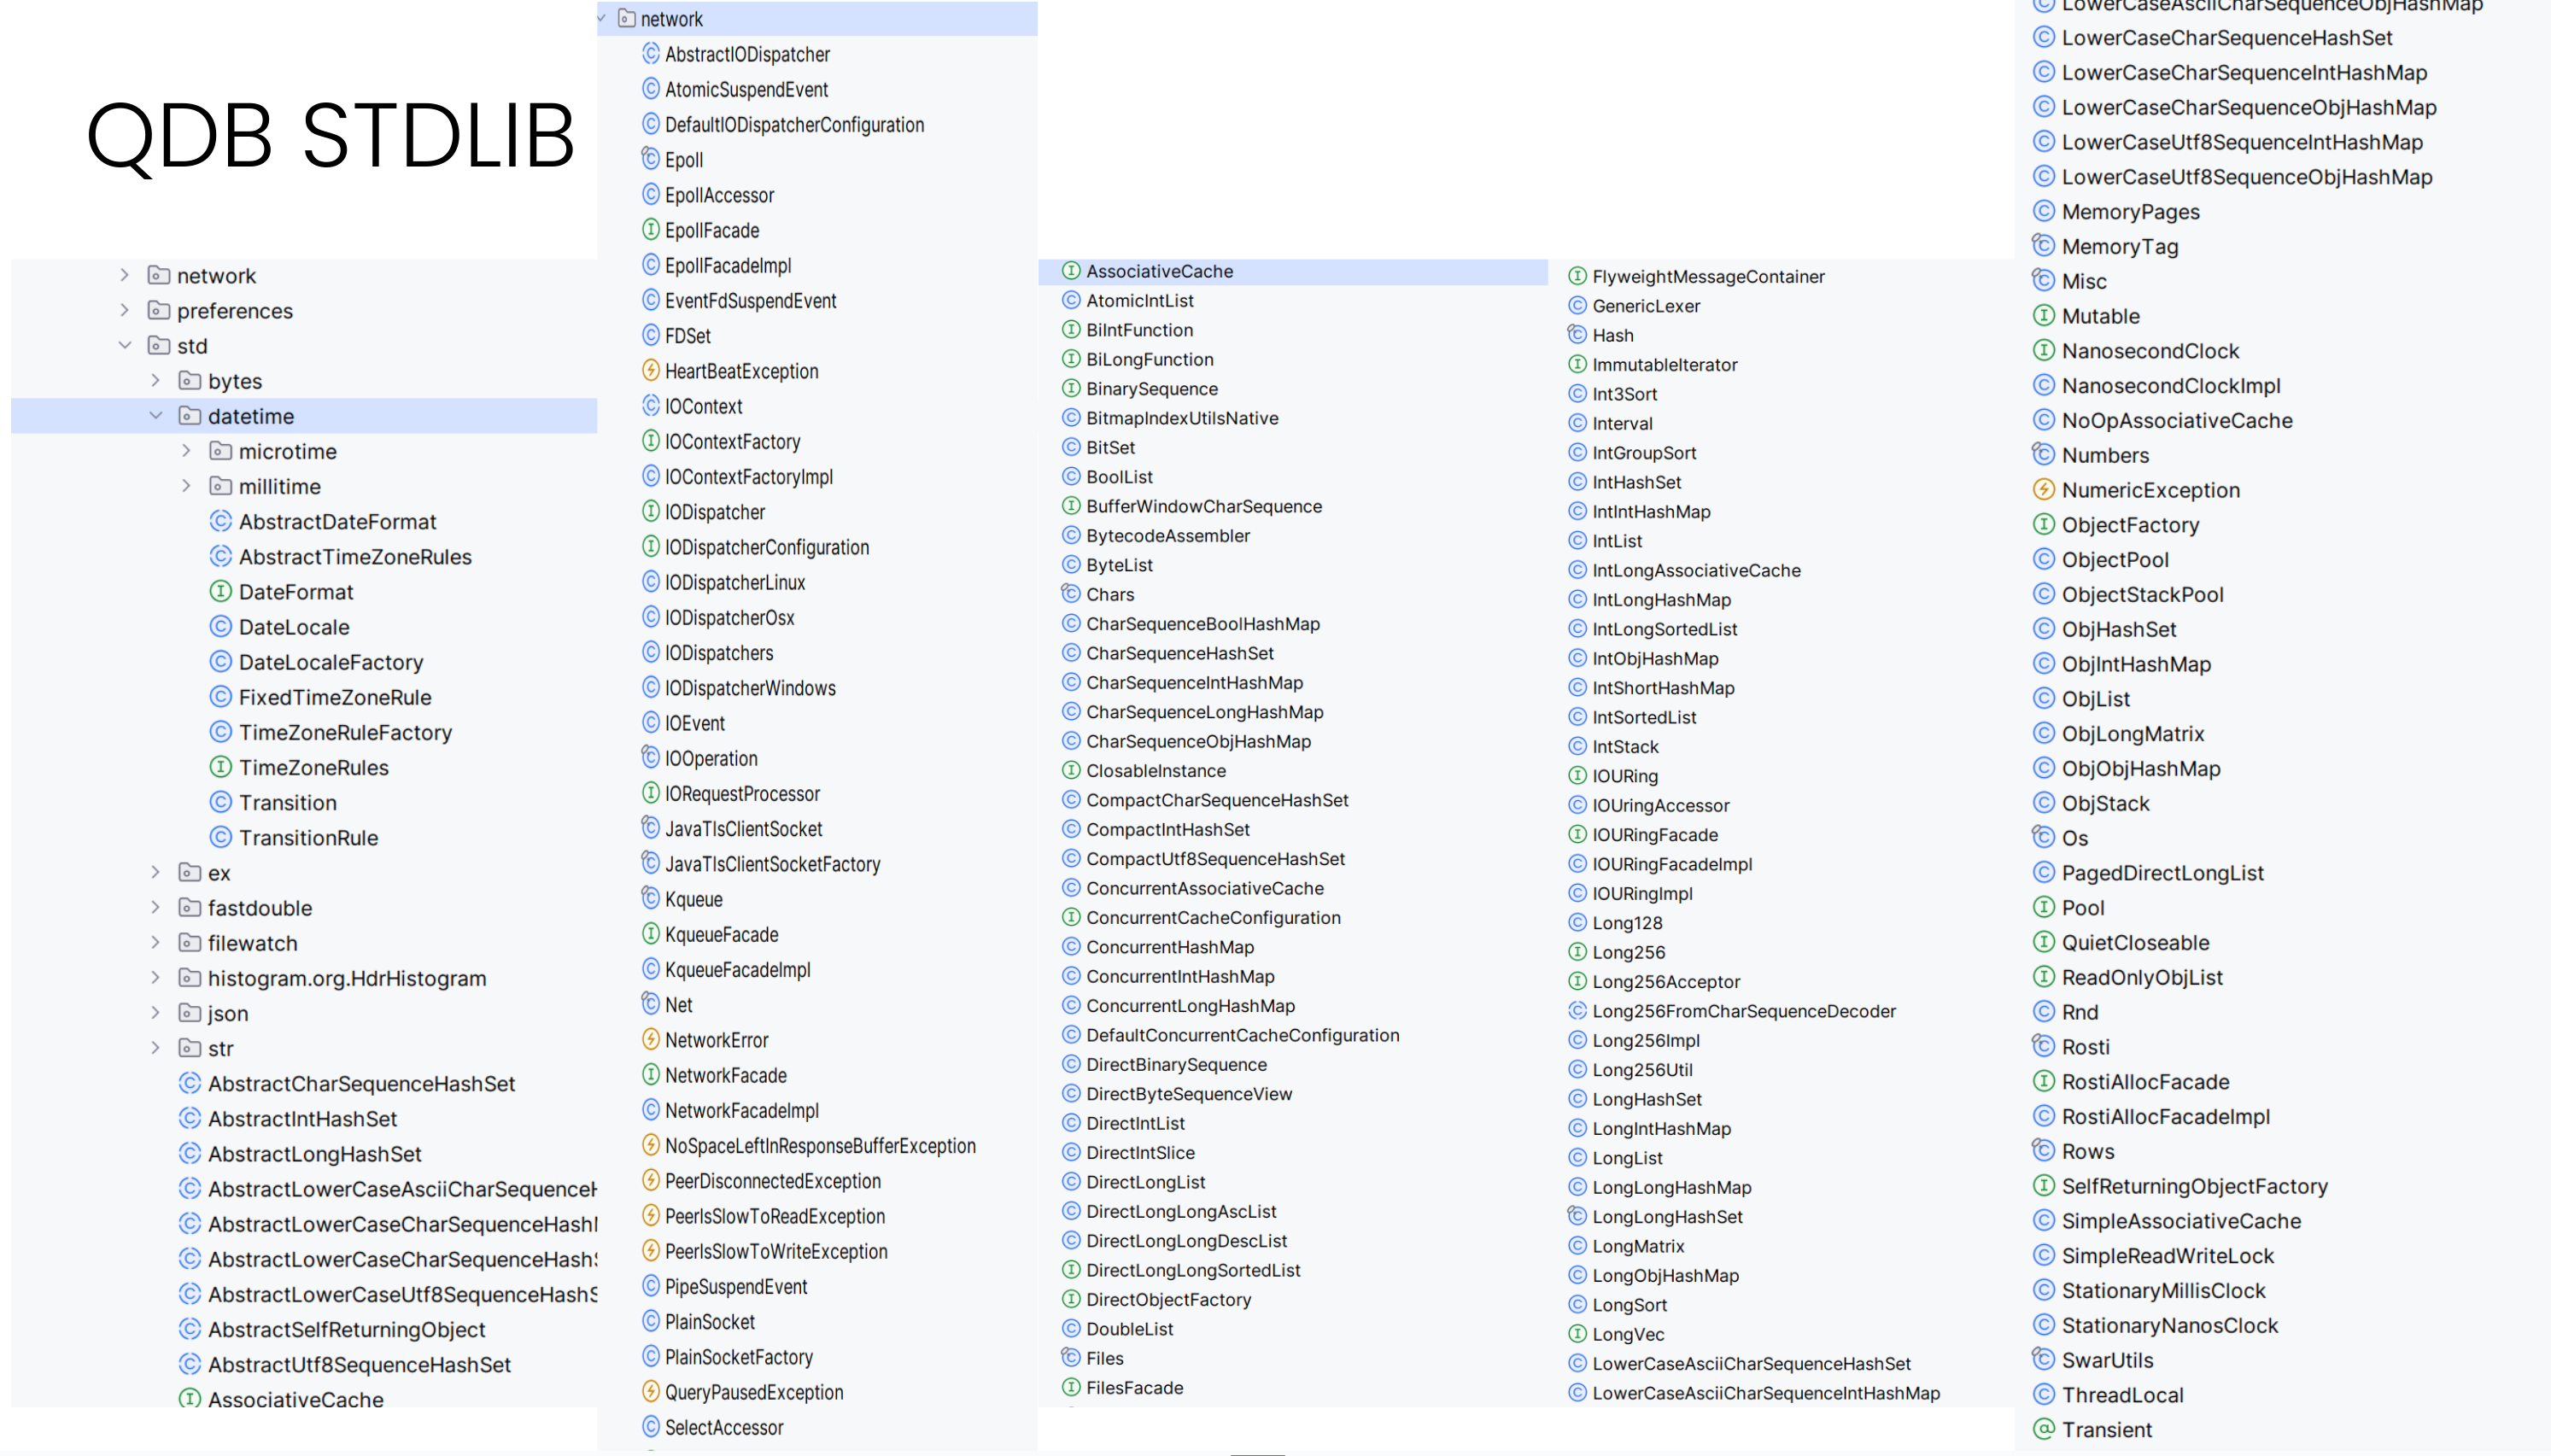 QDB STDLIB
network
preferences
std
bytes
datetime
microtime
millitime
AbstractDateFormat
AbstractTimeZoneRules
DateFormat
DateLocale
DateLocaleFactory
FixedTimeZoneRule
TimeZoneRuleFactory
TimeZoneRules
Transition
TransitionRule
ex
fastdouble
filewatch
histogram.org.HdrHistogram
json
str
AbstractCharSequenceHashSet
AbstractIntHashSet
AbstractLongHashSet
AbstractLowerCaseAsciiCharSequenceH
AbstractLowerCaseCharSequenceHashM
AbstractLowerCaseCharSequenceHashS
AbstractLowerCaseUtf8SequenceHashS
AbstractSelfReturningObject
AbstractUtf8SequenceHashSet
AssociativeCache
network
AbstractIODispatcher
AtomicSuspendEvent
DefaultIODispatcherConfiguration
Epoll
EpollAccessor
EpollFacade
EpollFacadeImpl
EventFdSuspendEvent
FDSet
HeartBeatException
IOContext
IOContextFactory
IOContextFactoryImpl
IODispatcher
IODispatcherConfiguration
IODispatcherLinux
IODispatcherOsx
IODispatchers
IODispatcherWindows
IOEvent
IOOperation
IORequestProcessor
JavaTlsClientSocket
JavaTlsClientSocketFactory
Kqueue
KqueueFacade
KqueueFacadeImpl
Net
NetworkError
NetworkFacade
NetworkFacadeImpl
NoSpaceLeftInResponseBufferException
PeerDisconnectedException
PeerIsSlowToReadException
PeerIsSlowToWriteException
PipeSuspendEvent
PlainSocket
PlainSocketFactory
QueryPausedException
SelectAccessor
AssociativeCache
AtomicIntList
BiIntFunction
BiLongFunction
BinarySequence
BitmapIndexUtilsNative
BitSet
BoolList
BufferWindowCharSequence
BytecodeAssembler
ByteList
Chars
CharSequenceBoolHashMap
CharSequenceHashSet
CharSequenceIntHashMap
CharSequenceLongHashMap
CharSequenceObjHashMap
ClosableInstance
CompactCharSequenceHashSet
CompactIntHashSet
CompactUtf8SequenceHashSet
ConcurrentAssociativeCache
ConcurrentCacheConfiguration
ConcurrentHashMap
ConcurrentIntHashMap
ConcurrentLongHashMap
DefaultConcurrentCacheConfiguration
DirectBinarySequence
DirectByteSequenceView
DirectIntList
DirectIntSlice
DirectLongList
DirectLongLongAscList
DirectLongLongDescList
DirectLongLongSortedList
DirectObjectFactory
DoubleList
Files
FilesFacade
FlyweightMessageContainer
GenericLexer
Hash
ImmutableIterator
Int3Sort
Interval
IntGroupSort
IntHashSet
IntIntHashMap
IntList
IntLongAssociativeCache
IntLongHashMap
IntLongSortedList
IntObjHashMap
IntShortHashMap
IntSortedList
IntStack
IOURing
IOUringAccessor
IOURingFacade
IOURingFacadeImpl
IOURingImpl
Long128
Long256
Long256Acceptor
Long256FromCharSequenceDecoder
Long256Impl
Long256Util
LongHashSet
LongIntHashMap
LongList
LongLongHashMap
LongLongHashSet
LongMatrix
LongObjHashMap
LongSort
LongVec
LowerCaseAsciiCharSequenceHashSet
LowerCaseAsciiCharSequenceIntHashMap
LowerCaseAsciiCharSequenceObjHashMap
LowerCaseCharSequenceHashSet
LowerCaseCharSequenceIntHashMap
LowerCaseCharSequenceObjHashMap
LowerCaseUtf8SequenceIntHashMap
LowerCaseUtf8SequenceObjHashMap
MemoryPages
MemoryTag
Misc
Mutable
NanosecondClock
NanosecondClockImpl
NoOpAssociativeCache
Numbers
NumericException
ObjectFactory
ObjectPool
ObjectStackPool
ObjHashSet
ObjIntHashMap
ObjList
ObjLongMatrix
ObjObjHashMap
ObjStack
Os
PagedDirectLongList
Pool
QuietCloseable
ReadOnlyObjList
Rnd
Rosti
RostiAllocFacade
RostiAllocFacadeImpl
Rows
SelfReturningObjectFactory
SimpleAssociativeCache
SimpleReadWriteLock
StationaryMillisClock
StationaryNanosClock
SwarUtils
ThreadLocal
Transient